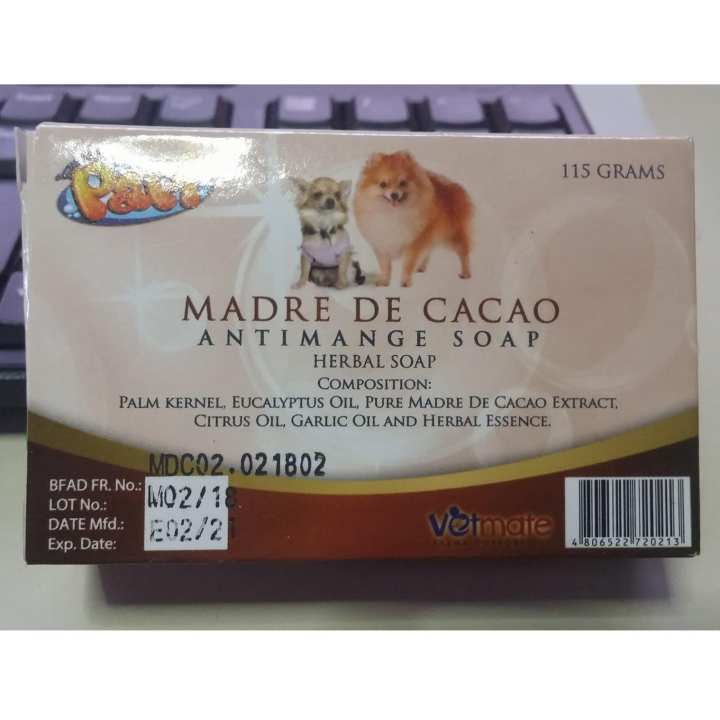 115 GRAMS
MADRE DE CACAO
ANTIMANGE SOAP
HERBAL SOAP
COMPOSITION:
PALM KERNEL, EUCALYPTUS OIL, PURE MADRE DE CACAO EXTRACT,
CITRUS OIL, GARLIC OIL AND HERBAL ESSENCE.
MDC02.021802
BFAD FR. No.:
LOT No.: M02/18
DATE Mfd.:
Exp. Date: E02/21
Vetmate
4 806522 720213